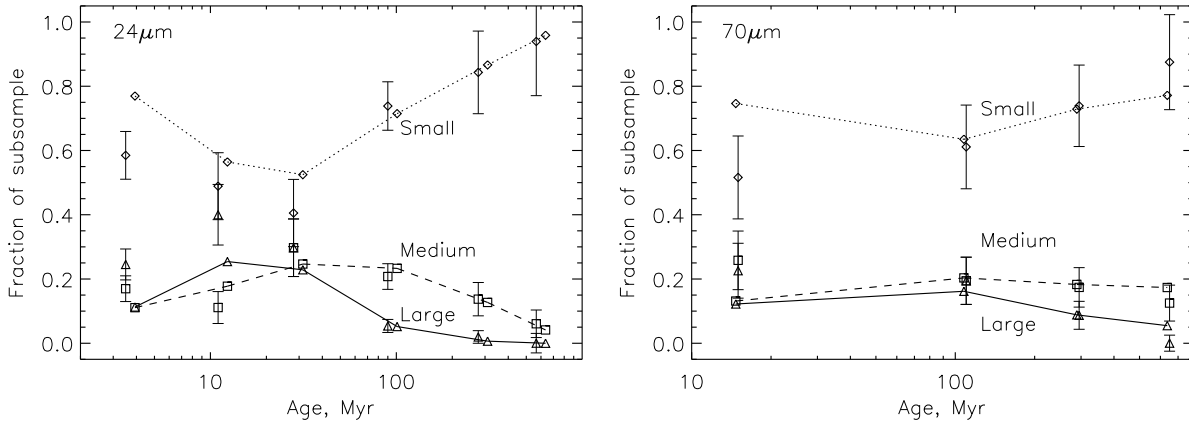 24μm
Fraction of subsample
1.0
0.8
0.6
0.4
0.2
0.0
Small
Medium
Large
10
100
Age, Myr
70μm
Fraction of subsample
1.0
0.8
0.6
0.4
0.2
0.0
Small
Medium
Large
10
100
Age, Myr